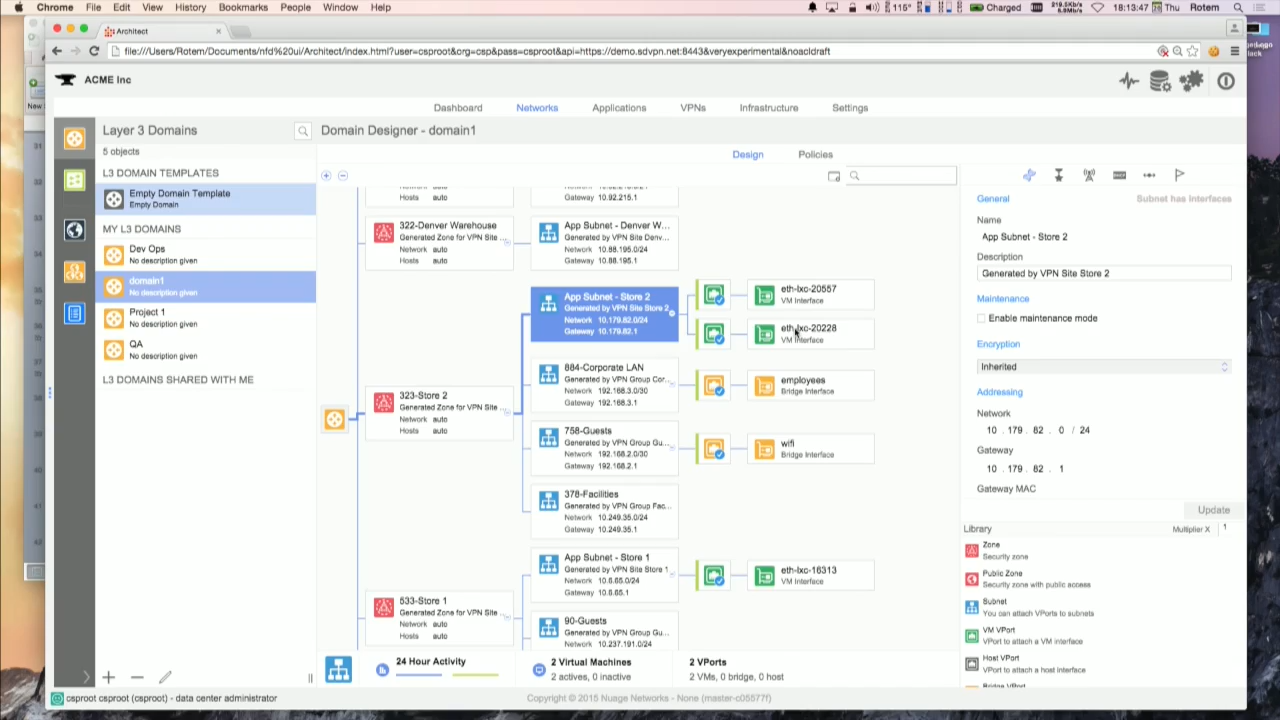 Chrome File Edit View History Bookmarks People Window Help
115° 219.5Kb/s 6.9Mb/s Charged 18:13:47 Thu Rotem
Architect
file:///Users/Rotem/Documents/nfd%20ui/Architect/index.html?user=csproot&org=csp&pass=csproot&api=https://demo.sdvpn.net:8443&veryexperimental&noacldraft
ACME Inc
New
Dashboard Networks Applications VPNs Infrastructure Settings
Layer 3 Domains
5 objects
L3 DOMAIN TEMPLATES
Empty Domain Template
Empty Domain
MY L3 DOMAINS
Dev Ops
No description given
domain1
No description given
Project 1
No description given
QA
No description given
L3 DOMAINS SHARED WITH ME
Domain Designer - domain1
Design Policies
Hosts auto
Gateway 10.92.215.1
322-Denver Warehouse
Generated Zone for VPN Site ...
Network auto
Hosts auto
App Subnet - Denver W...
Generated by VPN Site Denv...
Network 10.88.195.0/24
Gateway 10.88.195.1
323-Store 2
Generated Zone for VPN Site ...
Network auto
Hosts auto
App Subnet - Store 2
Generated by VPN Site Store 2
Network 10.179.82.0/24
Gateway 10.179.82.1
eth-lxc-20557
VM Interface
eth-lxc-20228
VM Interface
884-Corporate LAN
Generated by VPN Group Cor...
Network 192.168.3.0/30
Gateway 192.168.3.1
employees
Bridge Interface
758-Guests
Generated by VPN Group Gu...
Network 192.168.2.0/30
Gateway 192.168.2.1
wifi
Bridge Interface
378-Facilities
Generated by VPN Group Fac...
Network 10.249.35.0/24
Gateway 10.249.35.1
533-Store 1
Generated Zone for VPN Site ...
Network auto
Hosts auto
App Subnet - Store 1
Generated by VPN Site Store 1
Network 10.6.65.0/24
Gateway 10.6.65.1
eth-lxc-16313
VM Interface
90-Guests
Generated by VPN Group Gu...
Network 10.237.191.0/24
24 Hour Activity
2 Virtual Machines
2 actives, 0 inactive
2 VPorts
2 VMs, 0 bridge, 0 host
General Subnet has interfaces
Name
App Subnet - Store 2
Description
Generated by VPN Site Store 2
Maintenance
Enable maintenance mode
Encryption
Inherited
Addressing
Network
10 . 179 . 82 . 0 / 24
Gateway
10 . 179 . 82 . 1
Gateway MAC
Update
Library Multiplier X 1
Zone
Security zone
Public Zone
Security zone with public access
Subnet
You can attach VPorts to subnets
VM VPort
VPort to attach a VM interface
Host VPort
VPort to attach a host interface
Bridge VPort
csproot csproot (csproot) - data center administrator
Copyright © 2015 Nuage Networks - None (master-c05577f)